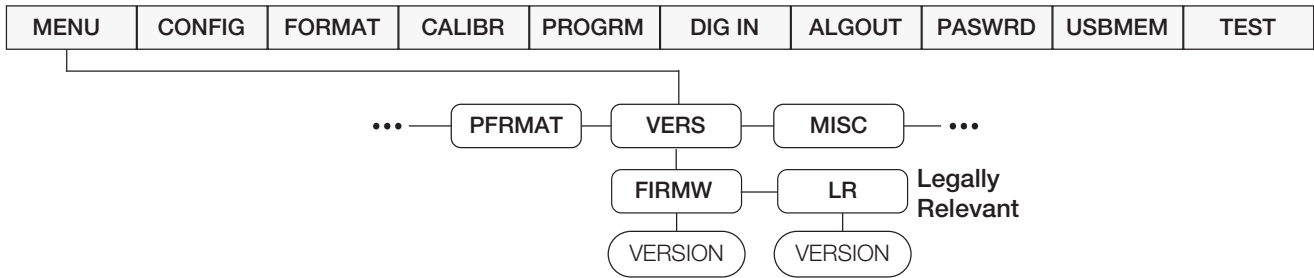 MENU CONFIG FORMAT CALIBR PROGRM DIG IN ALGOUT PASWRD USBMEM TEST
••• PFRMAT VERS MISC •••
FIRMW LR Legally
Relevant
VERSION VERSION